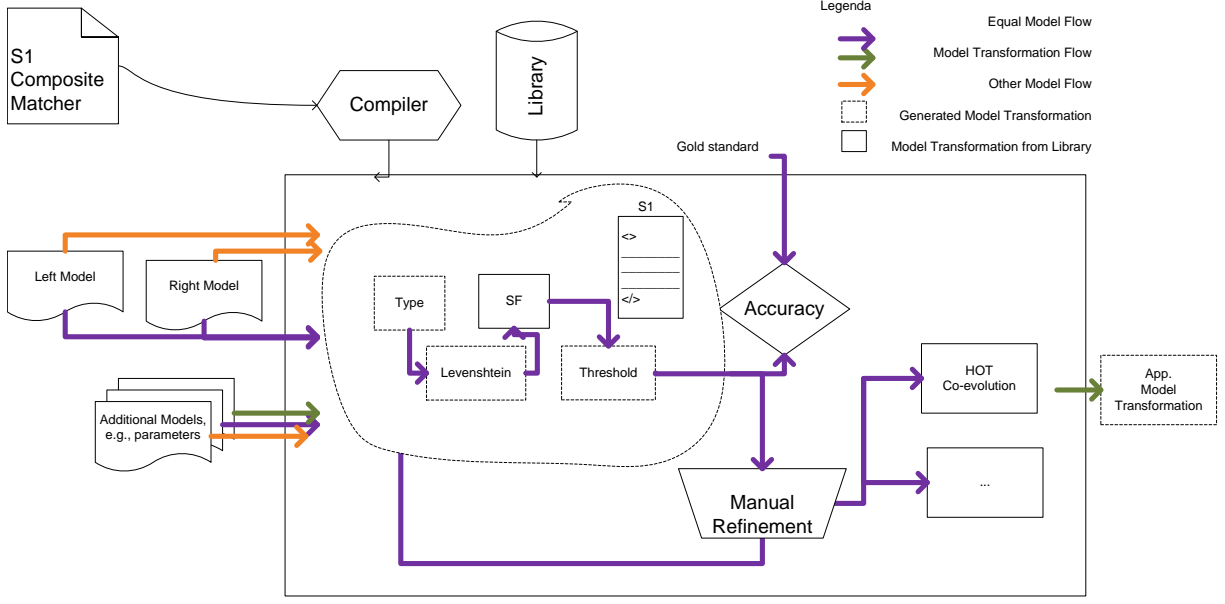 S1
Composite
Matcher
Compiler
Library
Legenda
Equal Model Flow
Model Transformation Flow
Other Model Flow
Generated Model Transformation
Model Transformation from Library
Gold standard
S1
<>
</>
Left Model
Right Model
Type
SF
Levenshtein
Threshold
Accuracy
Additional Models,
e.g., parameters
HOT
Co-evolution
App.
Model
Transformation
...
Manual
Refinement